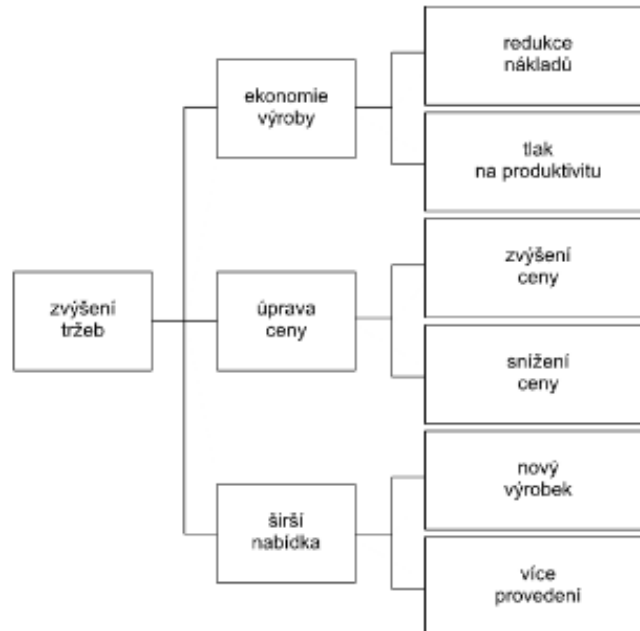 zvýšení
tržeb
ekonomie
výroby
redukce
nákladů
tlak
na produktivitu
úprava
ceny
zvýšení
ceny
snížení
ceny
širší
nabídka
nový
výrobek
více
provedení